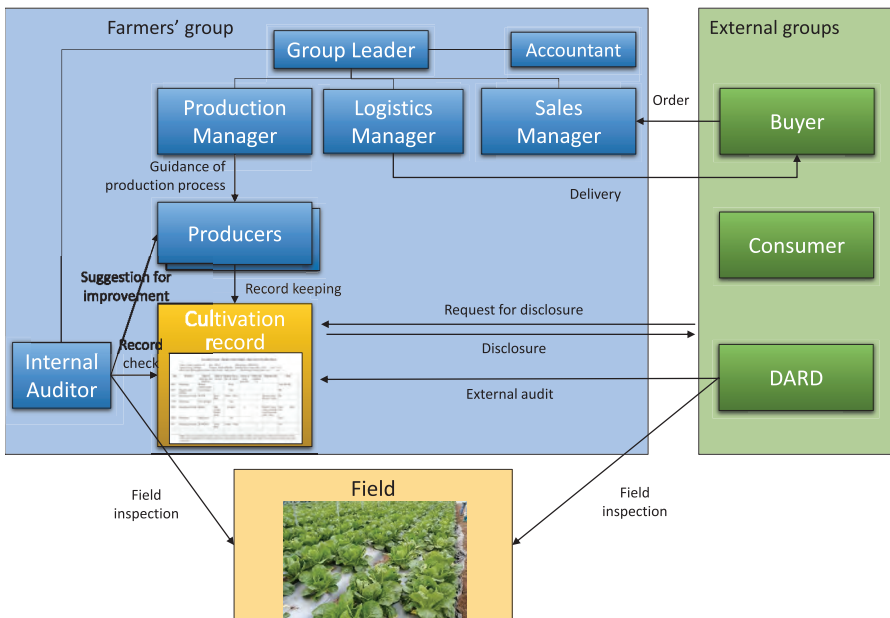 Farmers' group
External groups
Group Leader
Accountant
Production
Manager
Logistics
Manager
Sales
Manager
Order
Buyer
Guidance of
production process
Delivery
Producers
Consumer
Suggestion for
improvement
Record keeping
Request for disclosure
Cultivation
record
Disclosure
Record
check
Internal
Auditor
External audit
DARD
Field
inspection
Field
Field
inspection